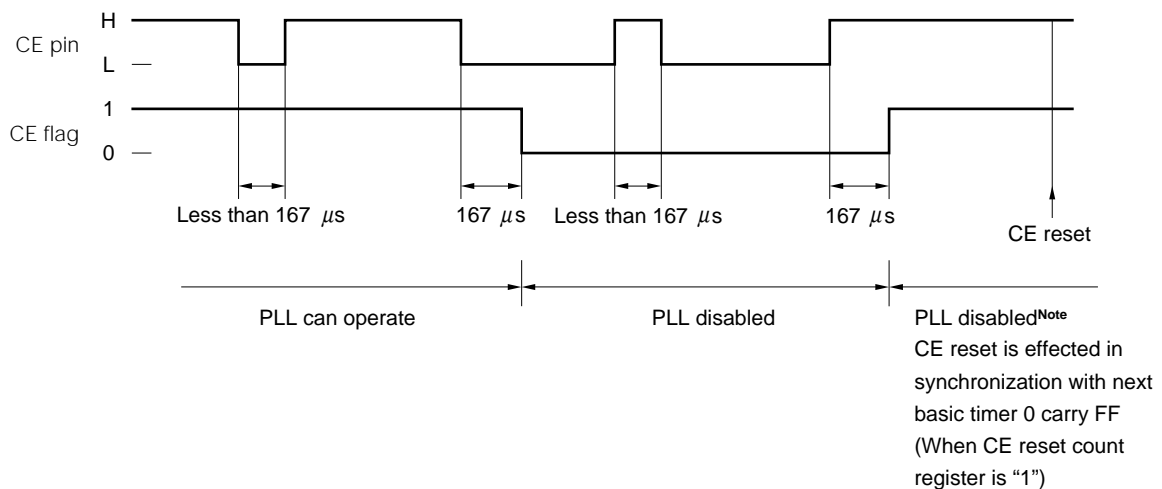 H
CE pin
L
1
CE flag
0
Less than 167 μs
167 μs
Less than 167 μs
167 μs
CE reset
PLL can operate
PLL disabled
PLL disabledNote
CE reset is effected in
synchronization with next
basic timer 0 carry FF
(When CE reset count
register is “1”)